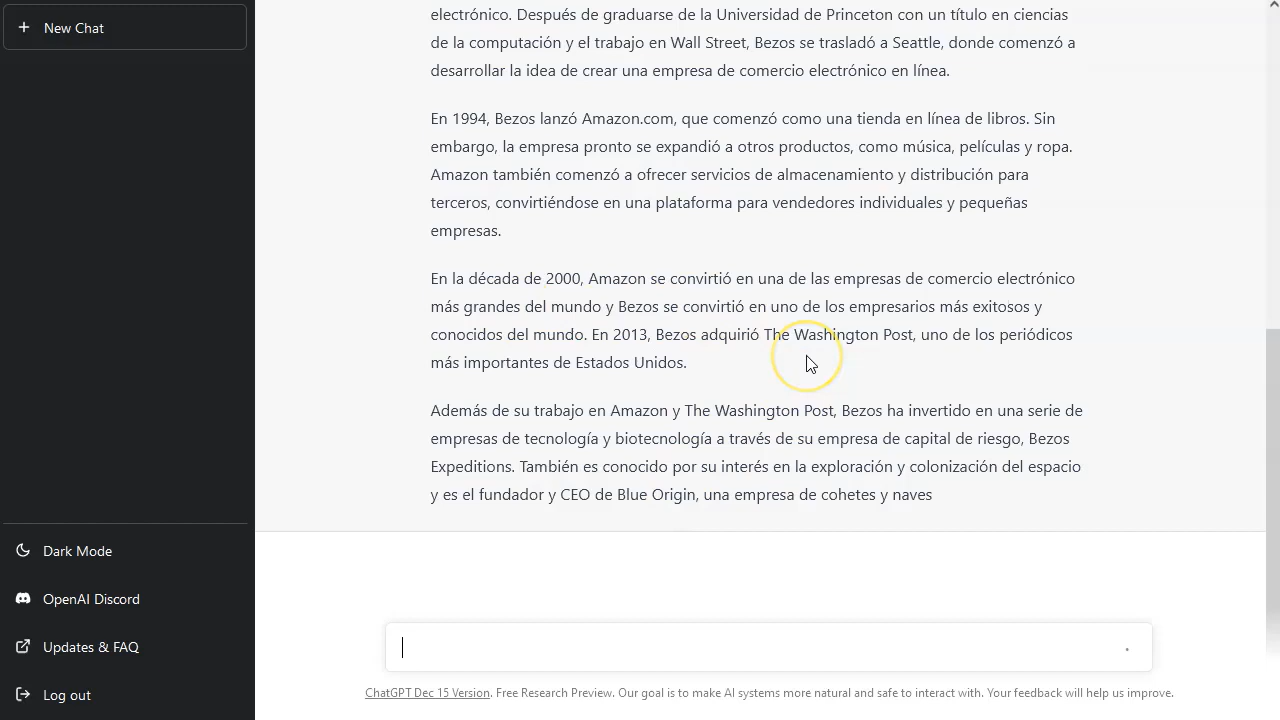 New Chat
electrónico. Después de graduarse de la Universidad de Princeton con un título en ciencias
de la computación y el trabajo en Wall Street, Bezos se trasladó a Seattle, donde comenzó a
desarrollar la idea de crear una empresa de comercio electrónico en línea.
En 1994, Bezos lanzó Amazon.com, que comenzó como una tienda en línea de libros. Sin
embargo, la empresa pronto se expandió a otros productos, como música, películas y ropa.
Amazon también comenzó a ofrecer servicios de almacenamiento y distribución para
terceros, convirtiéndose en una plataforma para vendedores individuales y pequeñas
empresas.
En la década de 2000, Amazon se convirtió en una de las empresas de comercio electrónico
más grandes del mundo y Bezos se convirtió en uno de los empresarios más exitosos y
conocidos del mundo. En 2013, Bezos adquirió The Washington Post, uno de los periódicos
más importantes de Estados Unidos.
Además de su trabajo en Amazon y The Washington Post, Bezos ha invertido en una serie de
empresas de tecnología y biotecnología a través de su empresa de capital de riesgo, Bezos
Expeditions. También es conocido por su interés en la exploración y colonización del espacio
y es el fundador y CEO de Blue Origin, una empresa de cohetes y naves
Dark Mode
OpenAI Discord
Updates & FAQ
Log out
ChatGPT Dec 15 Version. Free Research Preview. Our goal is to make AI systems more natural and safe to interact with. Your feedback will help us improve.